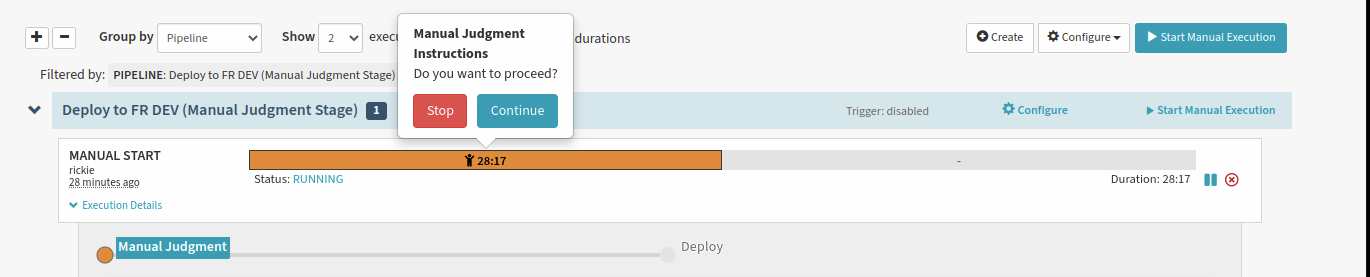 Group by Pipeline Show 2 execu durations Create Configure Start Manual Execution
Manual Judgment
Instructions
Do you want to proceed?
Stop Continue
Filtered by: PIPELINE: Deploy to FR DEV (Manual Judgment Stage)
Deploy to FR DEV (Manual Judgment Stage) 1 Trigger: disabled Configure Start Manual Execution
MANUAL START
rickie
28 minutes ago
Execution Details
28:17 -
Status: RUNNING Duration: 28:17
Manual Judgment Deploy